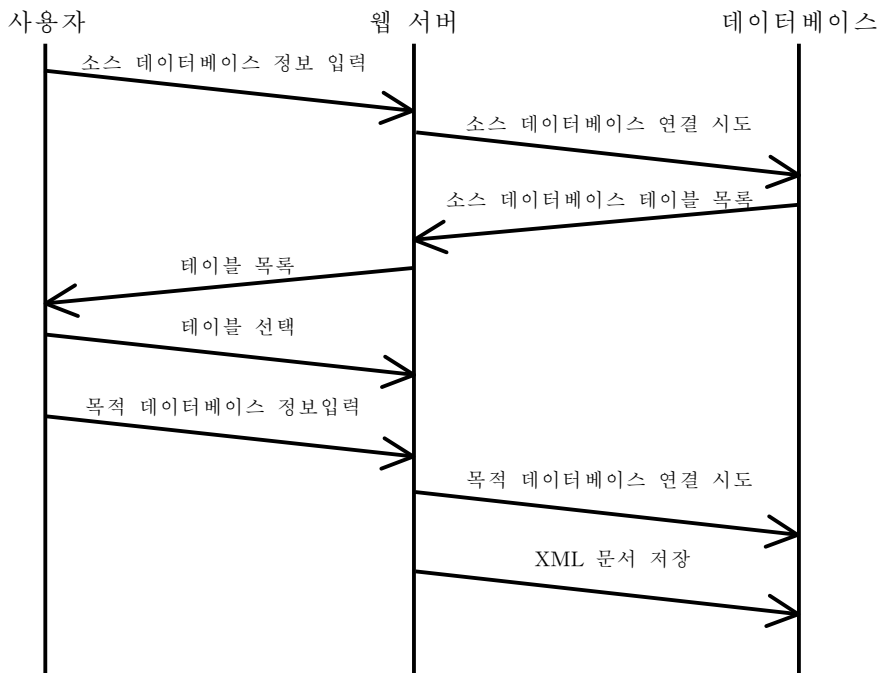 사용자
웹 서버
데이터베이스
소스 데이터베이스 정보 입력
소스 데이터베이스 연결 시도
소스 데이터베이스 테이블 목록
테이블 목록
테이블 선택
목적 데이터베이스 정보입력
목적 데이터베이스 연결 시도
XML 문서 저장